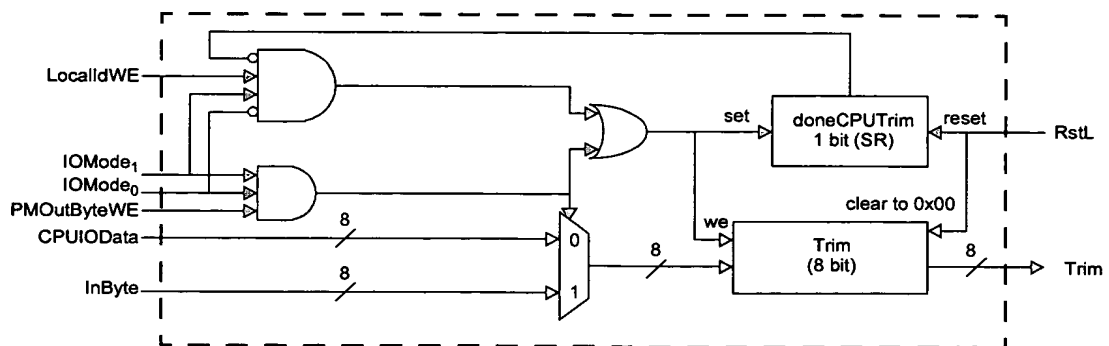 LocalIdWE
IOMode1
IOMode0
PMOutByteWE
CPUIOData
InByte
8
8
0
1
8
set
doneCPUTrim
1 bit (SR)
reset
RstL
clear to 0x00
we
Trim
(8 bit)
8
Trim